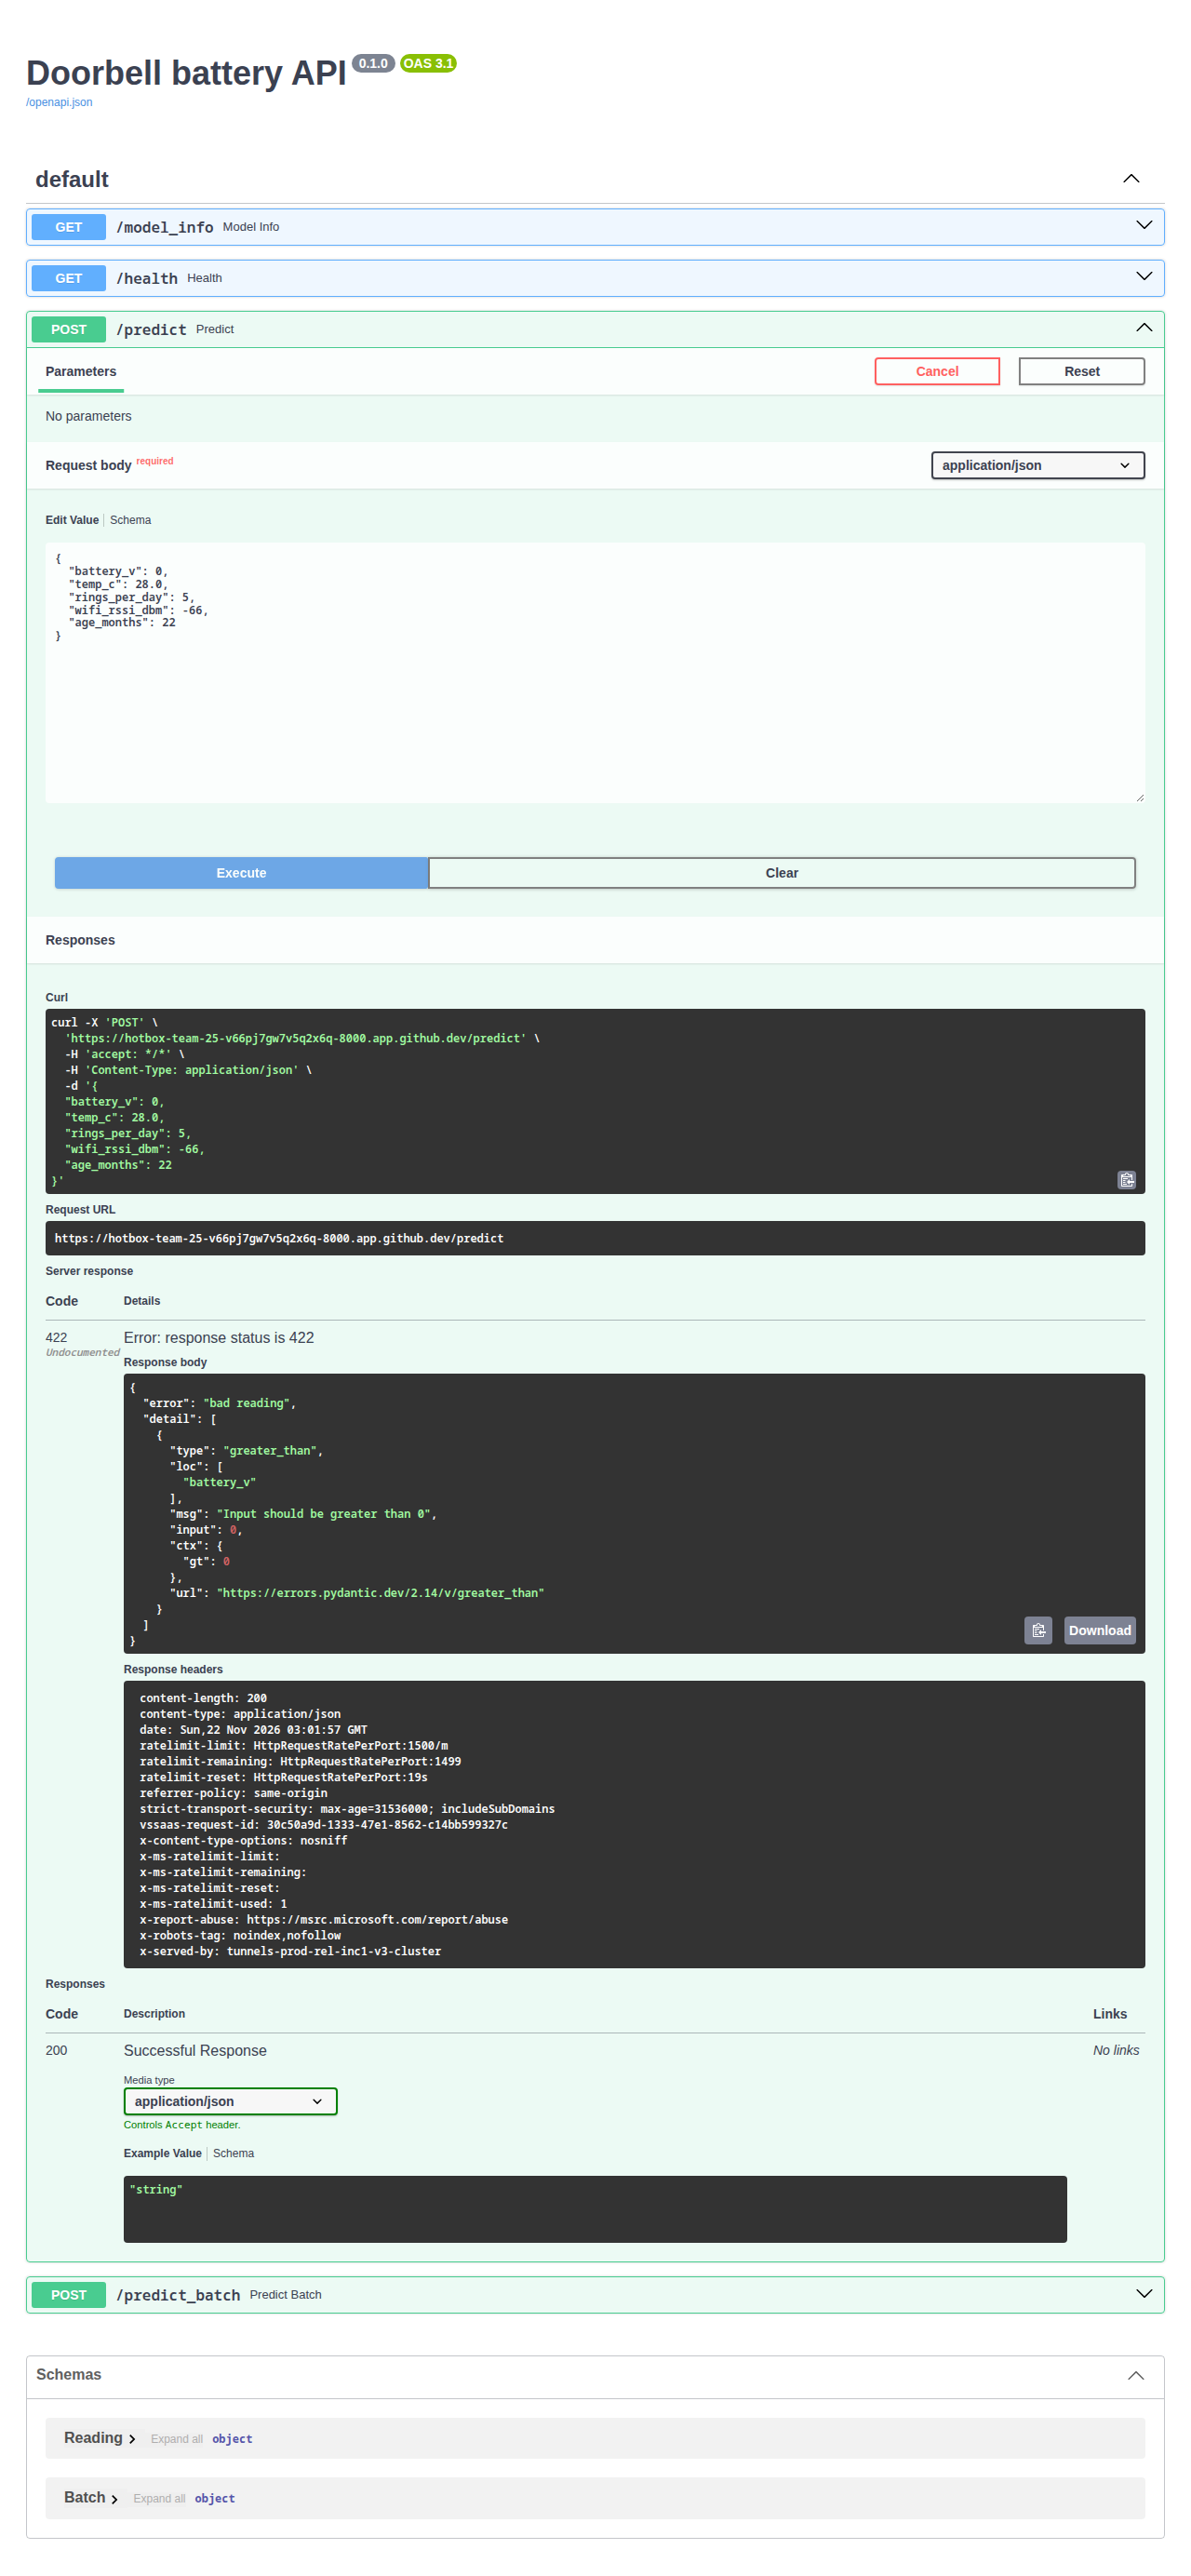 Doorbell battery API 0.1.0 OAS 3.1
/openapi.json
default
GET /model_info Model Info
GET /health Health
POST /predict Predict
Parameters Cancel Reset
No parameters
Request body required application/json
Edit Value Schema
{
  "battery_v": 0,
  "temp_c": 28.0,
  "rings_per_day": 5,
  "wifi_rssi_dbm": -66,
  "age_months": 22
}
Execute Clear
Responses
Curl
curl -X 'POST' \
  'https://hotbox-team-25-v66pj7gw7v5q2x6q-8000.app.github.dev/predict' \
  -H 'accept: */*' \
  -H 'Content-Type: application/json' \
  -d '{
  "battery_v": 0,
  "temp_c": 28.0,
  "rings_per_day": 5,
  "wifi_rssi_dbm": -66,
  "age_months": 22
}'
Request URL
https://hotbox-team-25-v66pj7gw7v5q2x6q-8000.app.github.dev/predict
Server response
Code Details
422 Error: response status is 422
Undocumented
Response body
{
  "error": "bad reading",
  "detail": [
    {
      "type": "greater_than",
      "loc": [
        "battery_v"
      ],
      "msg": "Input should be greater than 0",
      "input": 0,
      "ctx": {
        "gt": 0
      },
      "url": "https://errors.pydantic.dev/2.14/v/greater_than"
    }
  ]
}
Download
Response headers
content-length: 200
content-type: application/json
date: Sun,22 Nov 2026 03:01:57 GMT
ratelimit-limit: HttpRequestRatePerPort:1500/m
ratelimit-remaining: HttpRequestRatePerPort:1499
ratelimit-reset: HttpRequestRatePerPort:19s
referrer-policy: same-origin
strict-transport-security: max-age=31536000; includeSubDomains
vssaas-request-id: 30c50a9d-1333-47e1-8562-c14bb599327c
x-content-type-options: nosniff
x-ms-ratelimit-limit:
x-ms-ratelimit-remaining:
x-ms-ratelimit-reset:
x-ms-ratelimit-used: 1
x-report-abuse: https://msrc.microsoft.com/report/abuse
x-robots-tag: noindex,nofollow
x-served-by: tunnels-prod-rel-inc1-v3-cluster
Responses
Code Description Links
200 Successful Response No links
Media type
application/json
Controls Accept header.
Example Value Schema
"string"
POST /predict_batch Predict Batch
Schemas
Reading Expand all object
Batch Expand all object